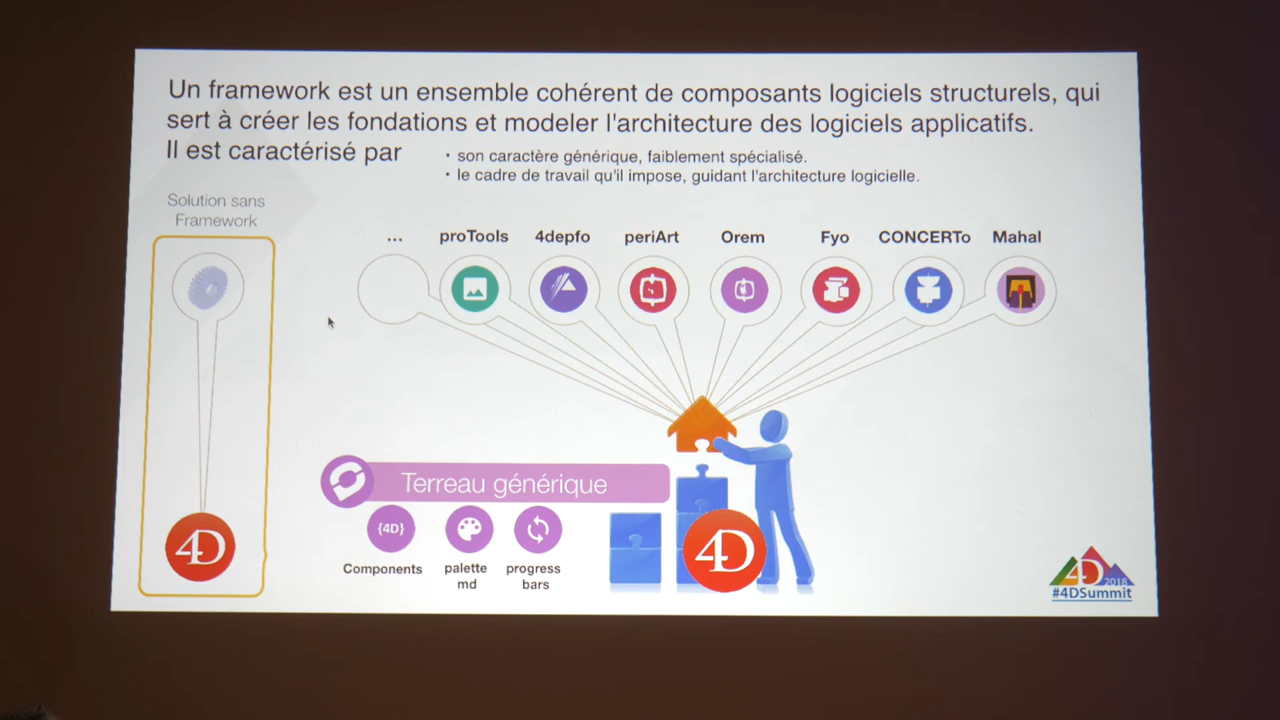 Un framework est un ensemble cohérent de composants logiciels structurels, qui
sert à créer les fondations et modeler l'architecture des logiciels applicatifs.
Il est caractérisé par
• son caractère générique, faiblement spécialisé.
• le cadre de travail qu'il impose, guidant l'architecture logicielle.
Solution sans
Framework
... proTools 4depfo periArt Orem Fyo CONCERTo Mahal
Terreau générique
{4D}
Components
palette
md
progress
bars
4D
4D
4D
2018
#4DSummit